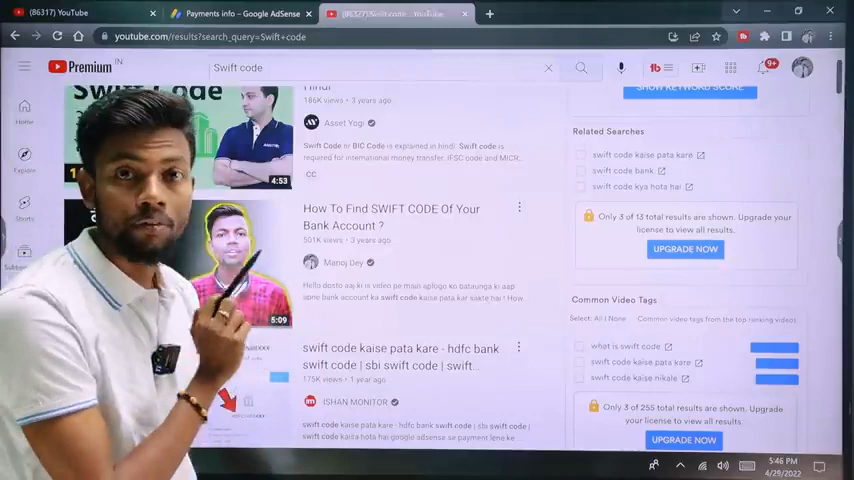 (86317) YouTube
Payments info – Google AdSense
(86327) Swift code - YouTube
youtube.com/results?search_query=Swift+code
Premium
IN
Swift code
9+
SHOW KEYWORD SCORE
Home
Explore
Shorts
Swift Code
4:53
Hindi
186K views • 3 years ago
Asset Yogi
Swift Code or BIC Code is explained in hindi. Swift code is
required for international money transfer. IFSC code and MICR...
CC
5:09
How To Find SWIFT CODE Of Your
Bank Account ?
501K views • 3 years ago
Manoj Dey
Hello dosto aaj ki is video pe main aplogo ko bataunga ki aap
apne bank account ka swift code kaise pata kar sakte hai ! How...
swift code kaise pata kare - hdfc bank
swift code | sbi swift code | swift...
175K views • 1 year ago
ISHAN MONITOR
swift code kaise pata kare - hdfc bank swift code | sbi swift code |
swift code kaisa hota hai google adsense se payment lene ke...
Related Searches
swift code kaise pata kare
swift code bank
swift code kya hota hai
Only 3 of 13 total results are shown. Upgrade your
license to view all results.
UPGRADE NOW
Common Video Tags
Select: All | None
Common video tags from the top ranking videos
what is swift code
swift code kaise pata kare
swift code kaise nikale
Only 3 of 255 total results are shown. Upgrade
your license to view all results.
UPGRADE NOW
5:46 PM
4/29/2022